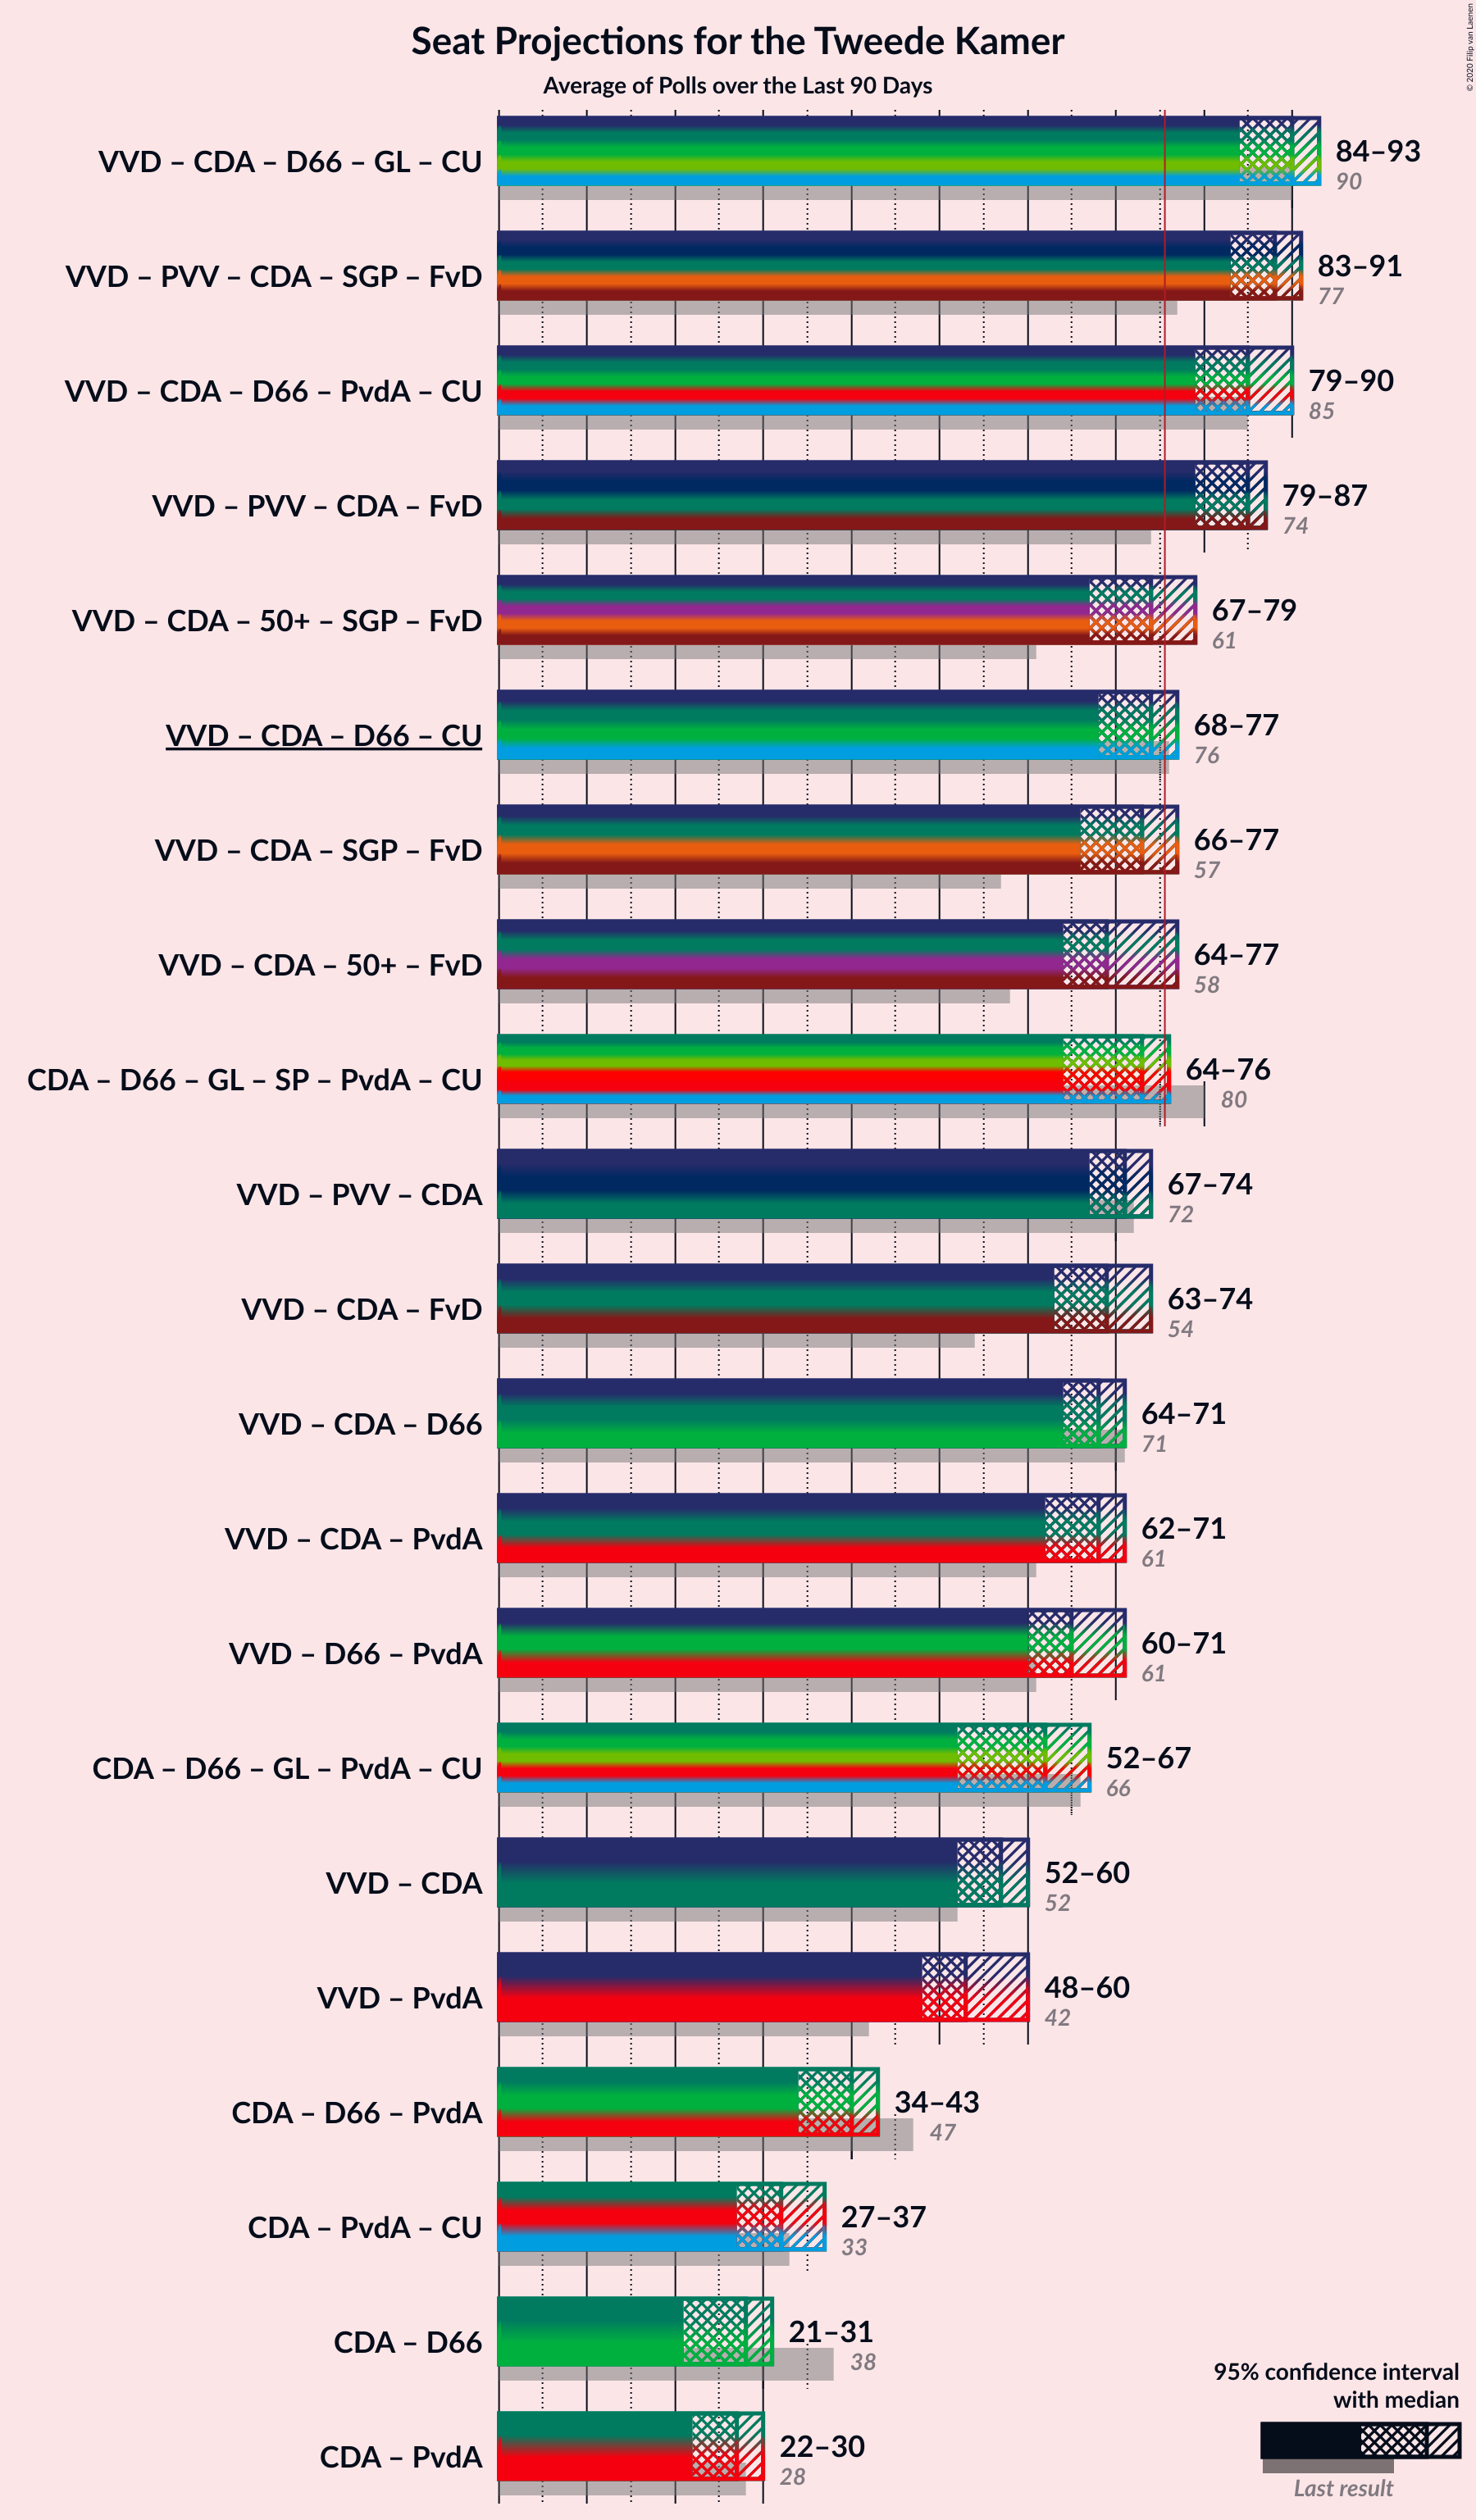 © 2020 Filip van Laenen
Seat Projections for the Tweede Kamer
Average of Polls over the Last 90 Days
VVD – CDA – D66 – GL – CU
84–93
90
VVD – PVV – CDA – SGP – FvD
83–91
77
VVD – CDA – D66 – PvdA – CU
79–90
85
VVD – PVV – CDA – FvD
79–87
74
VVD – CDA – 50+ – SGP – FvD
67–79
61
VVD – CDA – D66 – CU
68–77
76
VVD – CDA – SGP – FvD
66–77
57
VVD – CDA – 50+ – FvD
64–77
58
CDA – D66 – GL – SP – PvdA – CU
64–76
80
VVD – PVV – CDA
67–74
72
VVD – CDA – FvD
63–74
54
VVD – CDA – D66
64–71
71
VVD – CDA – PvdA
62–71
61
VVD – D66 – PvdA
60–71
61
CDA – D66 – GL – PvdA – CU
52–67
66
VVD – CDA
52–60
52
VVD – PvdA
48–60
42
CDA – D66 – PvdA
34–43
47
CDA – PvdA – CU
27–37
33
CDA – D66
21–31
38
CDA – PvdA
22–30
28
95% confidence interval
with median
Last result